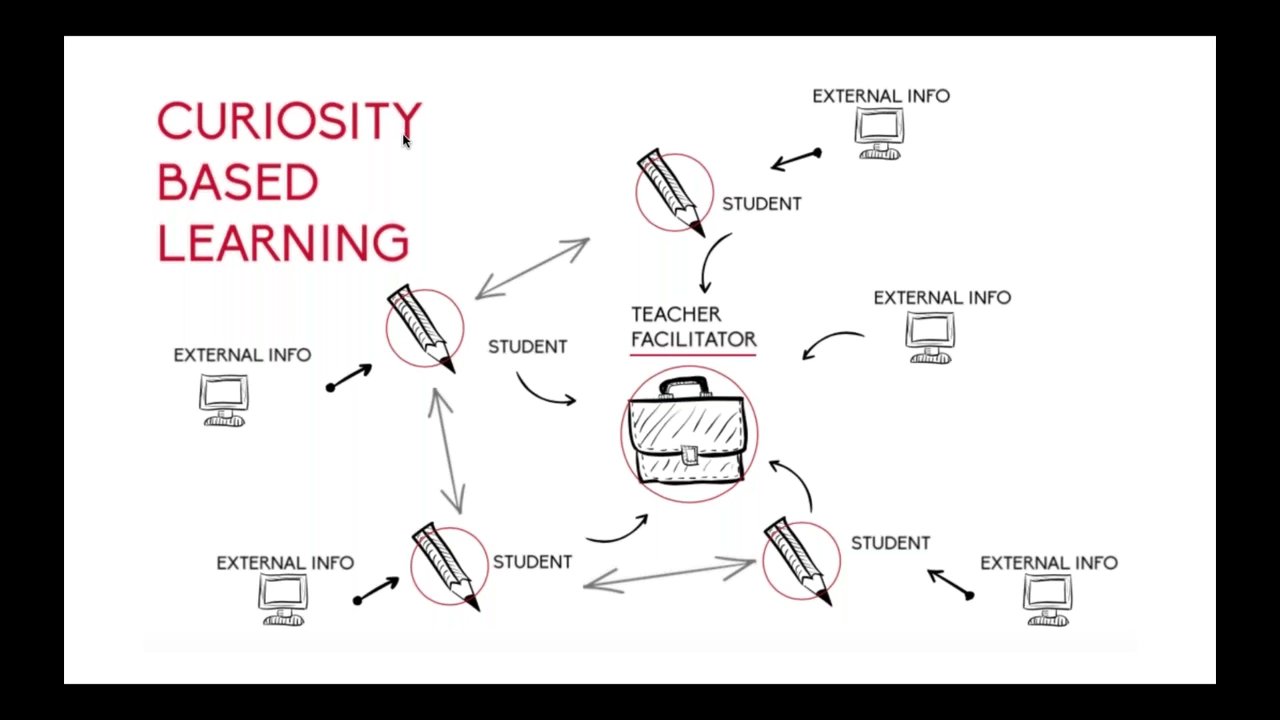 CURIOSITY
BASED
LEARNING
EXTERNAL INFO
STUDENT
EXTERNAL INFO
TEACHER
FACILITATOR
STUDENT
EXTERNAL INFO
STUDENT
EXTERNAL INFO
STUDENT
EXTERNAL INFO